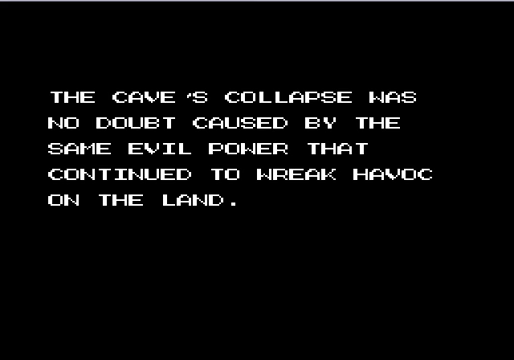 THE CAVE'S COLLAPSE WAS
NO DOUBT CAUSED BY THE
SAME EVIL POWER THAT
CONTINUED TO WREAK HAVOC
ON THE LAND.